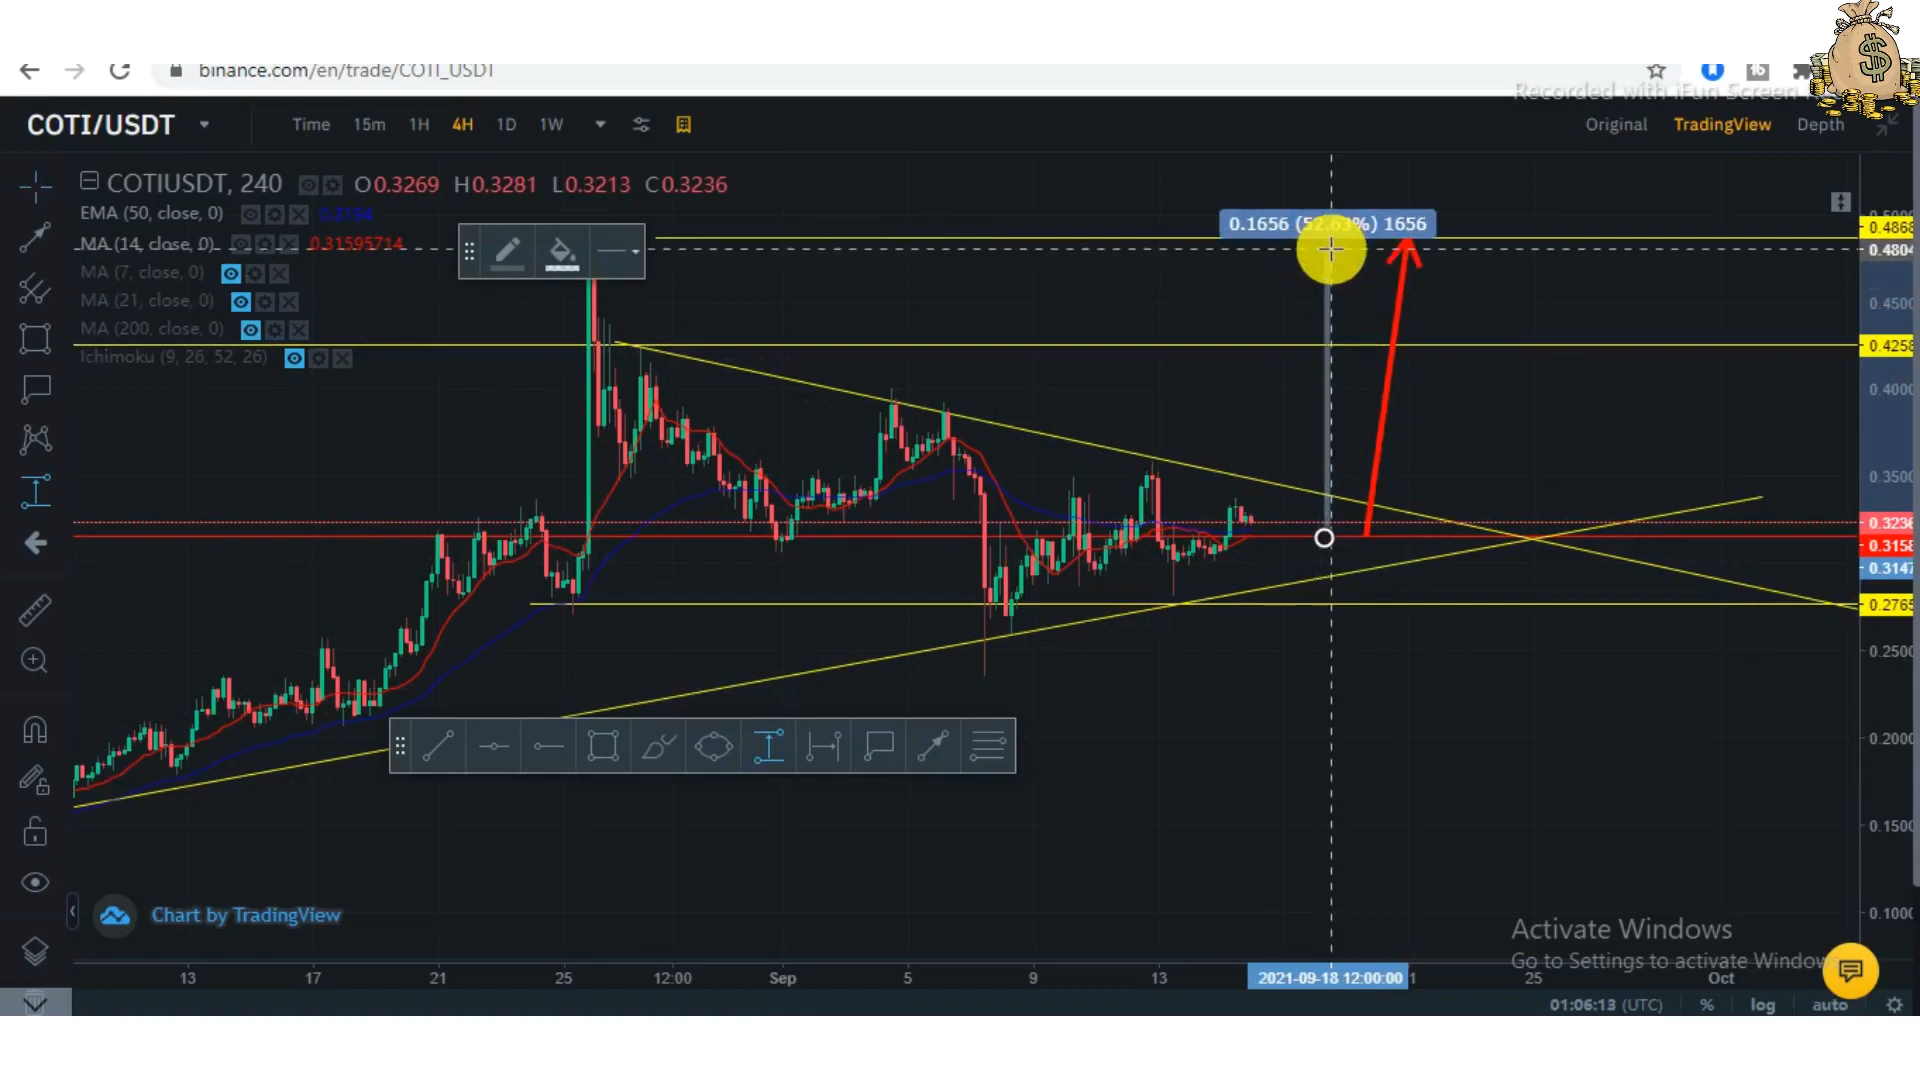 binance.com/en/trade/COTI_USDT
Recorded with iFun Screen
COTI/USDT
Time 15m 1H 4H 1D 1W
Original TradingView Depth
COTIUSDT, 240 O0.3269 H0.3281 L0.3213 C0.3236
EMA (50, close, 0) 0.3194
MA (14, close, 0) 0.31595714
MA (7, close, 0)
MA (21, close, 0)
MA (200, close, 0)
Ichimoku (9, 26, 52, 26)
0.1656 (52.63%) 1656
0.4868
0.4804
0.4500
0.4258
0.4000
0.3500
0.3236
0.3158
0.3147
0.2765
0.2500
0.2000
0.1500
0.1000
Chart by TradingView
Activate Windows
Go to Settings to activate Windows
13 17 21 25 12:00 Sep 5 9 13 2021-09-18 12:00:00 1 25 Oct
01:06:13 (UTC) % log auto